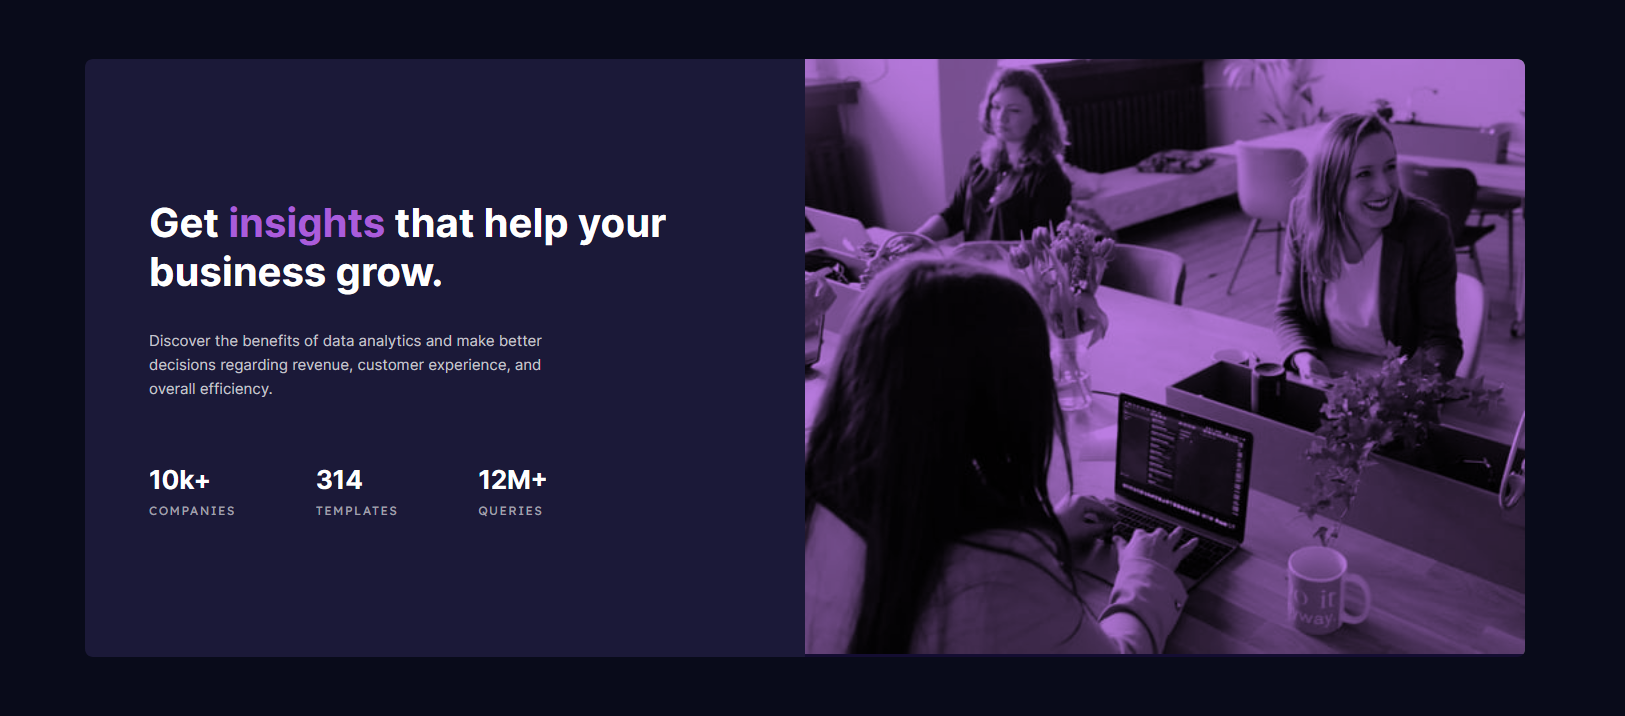 Get insights that help your
business grow.
Discover the benefits of data analytics and make better
decisions regarding revenue, customer experience, and
overall efficiency.
10k+ 314 12M+
COMPANIES TEMPLATES QUERIES